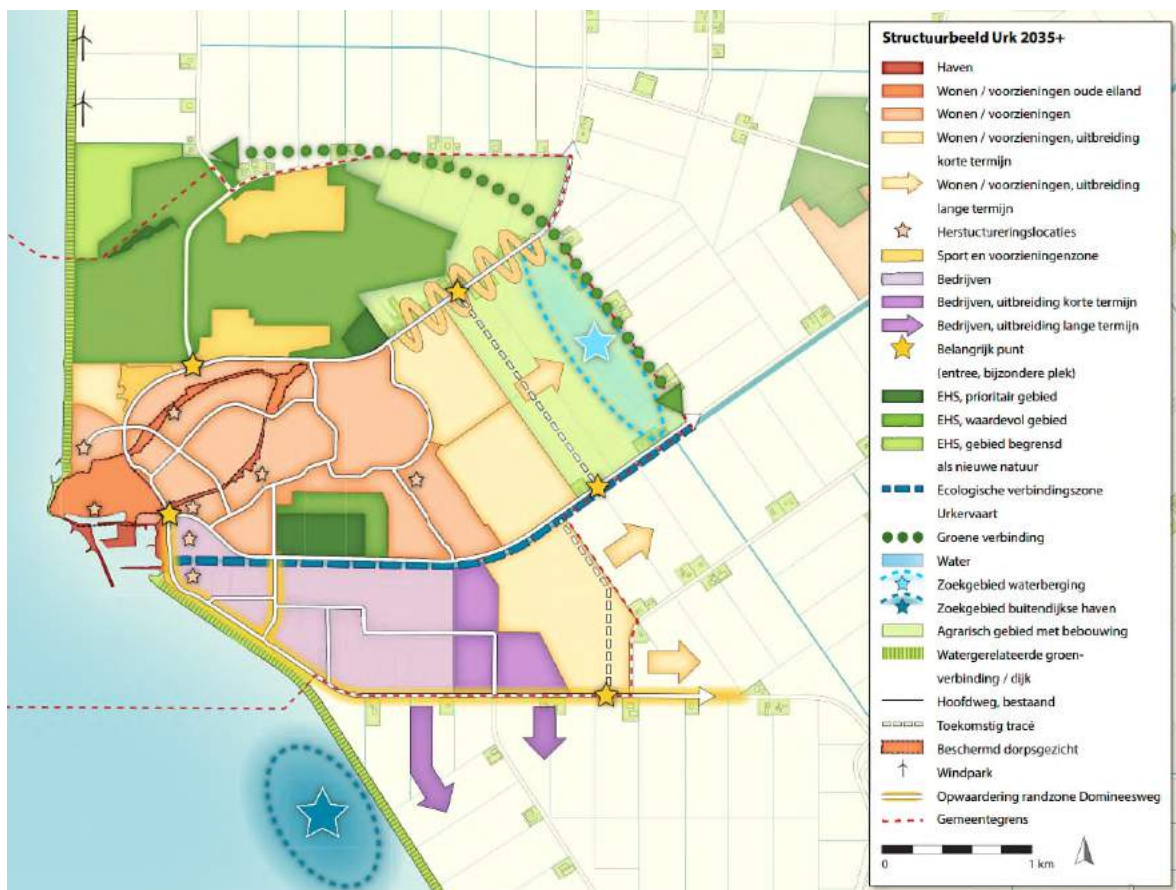 Structuurbeeld Urk 2035+
Haven
Wonen / voorzieningen oude eiland
Wonen / voorzieningen
Wonen / voorzieningen, uitbreiding
korte termijn
Wonen / voorzieningen, uitbreiding
lange termijn
Herstuctureringslocaties
Sport en voorzieningenzone
Bedrijven
Bedrijven, uitbreiding korte termijn
Bedrijven, uitbreiding lange termijn
Belangrijk punt
(entree, bijzondere plek)
EHS, prioritair gebied
EHS, waardevol gebied
EHS, gebied begrensd
als nieuwe natuur
Ecologische verbindingszone
Urkervaart
Groene verbinding
Water
Zoekgebied waterberging
Zoekgebied buitendijkse haven
Agrarisch gebied met bebouwing
Watergerelateerde groen-
verbinding / dijk
Hoofdweg, bestaand
Toekomstig tracé
Beschermd dorpsgezicht
Windpark
Opwaardering randzone Domineesweg
Gemeentegrens
0 1 km